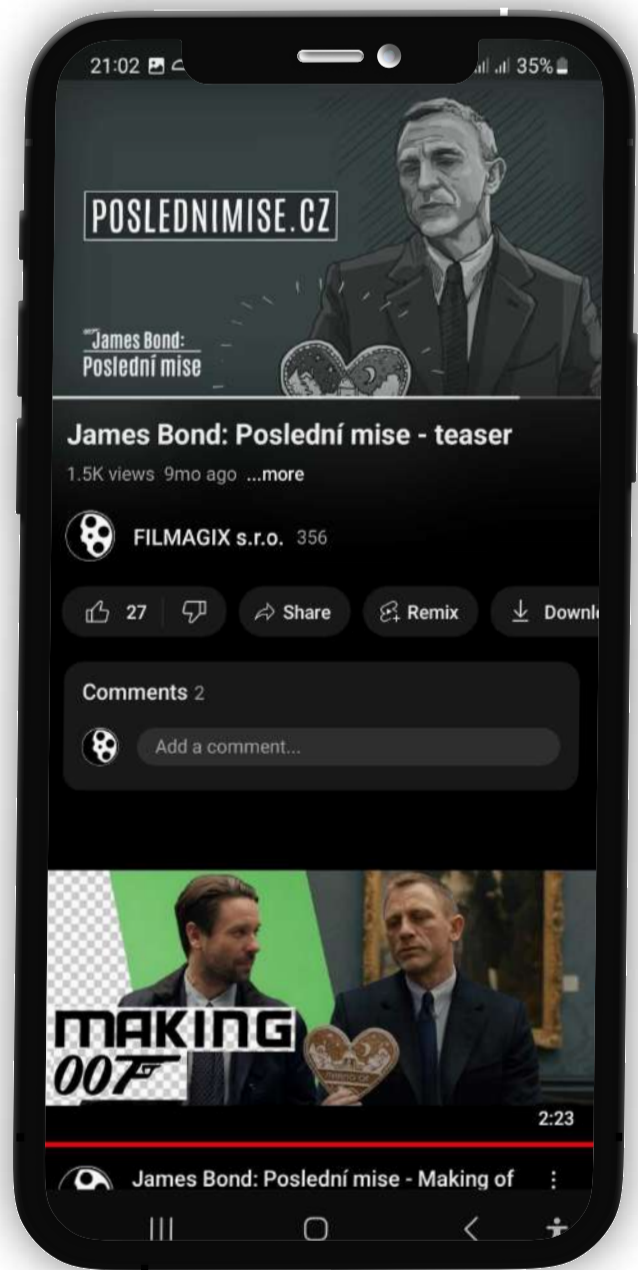 21:02
35%
POSLEDNIMISE.CZ
James Bond:
Poslední mise
James Bond: Poslední mise - teaser
1.5K views 9mo ago ...more
FILMAGIX s.r.o. 356
27
Share
Remix
Downl
Comments 2
Add a comment...
MAKING
007
MAKING OF
2:23
James Bond: Poslední mise - Making of